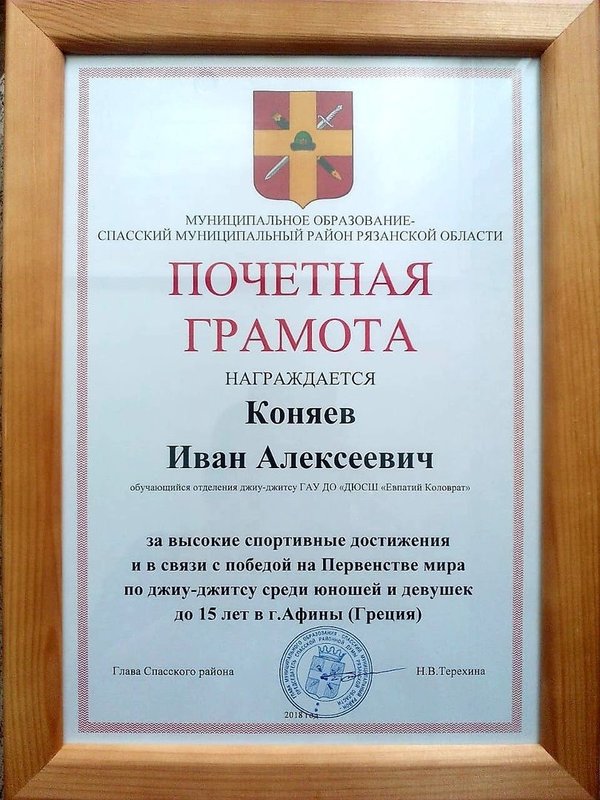 МУНИЦИПАЛЬНОЕ ОБРАЗОВАНИЕ-
СПАССКИЙ МУНИЦИПАЛЬНЫЙ РАЙОН РЯЗАНСКОЙ ОБЛАСТИ
ПОЧЕТНАЯ
ГРАМОТА
НАГРАЖДАЕТСЯ
Коняев
Иван Алексеевич
обучающийся отделения джиу-джитсу ГАУ ДО «ДЮСШ «Евпатий Коловрат»
за высокие спортивные достижения
и в связи с победой на Первенстве мира
по джиу-джитсу среди юношей и девушек
до 15 лет в г.Афины (Греция)
Глава Спасского района
Н.В.Терехина
2018 год